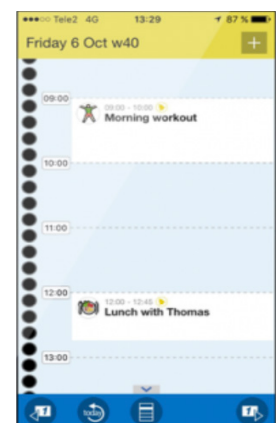 Tele2 4G 13:29 87 %
Friday 6 Oct w40 +
09:00
09:00 - 10:00
Morning workout
10:00
11:00
12:00
12:00 - 12:45
Lunch with Thomas
13:00
today